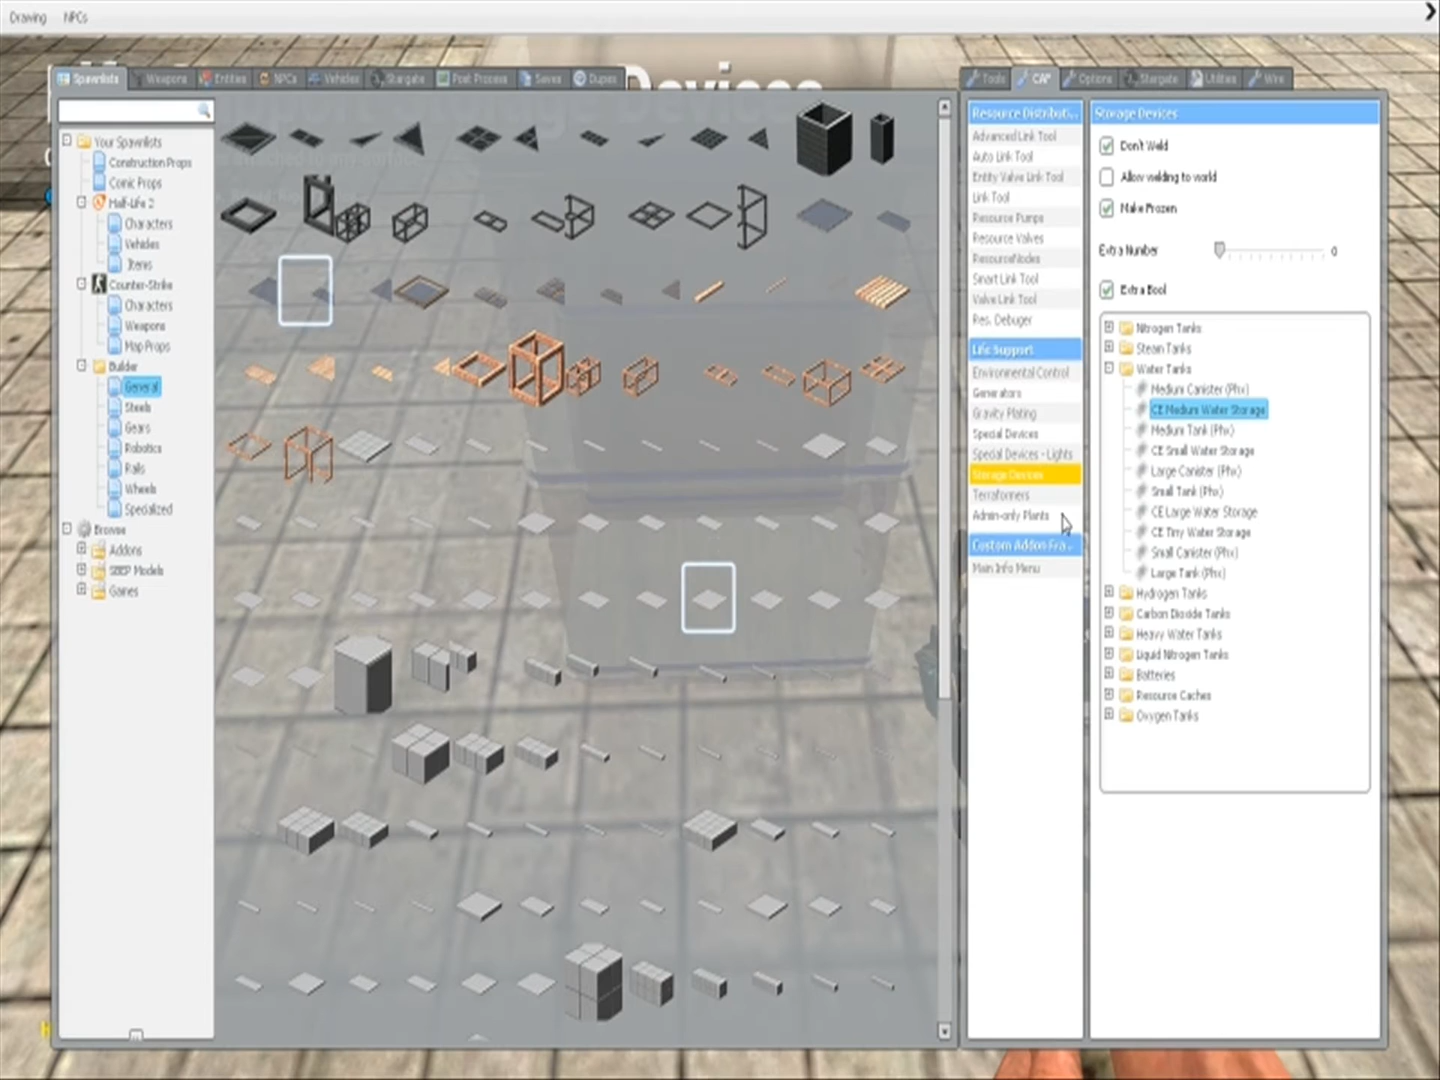 Drawing NPCs
Devices
Spawnlists Weapons Entities NPCs Vehicles Stargate Post Process Saves Dupes
Tools CAF Options Stargate Utilities Wire
Your Spawnlists
Construction Props
Comic Props
Half-Life 2
Characters
Vehicles
Items
Counter-Strike
Characters
Weapons
Map Props
Builder
General
Steels
Gears
Robotics
Rails
Wheels
Specialized
Browse
Addons
SBEP Models
Games
Resource Distributi...
Advanced Link Tool
Auto Link Tool
Entity Valve Link Tool
Link Tool
Resource Pumps
Resource Valves
ResourceNodes
Smart Link Tool
Valve Link Tool
Res. Debuger
Life Support
Environmental Control
Generators
Gravity Plating
Special Devices
Special Devices - Lights
Storage Devices
Terraformers
Admin-only Plants
Custom Addon Fra...
Main Info Menu
Storage Devices
Don't Weld
Allow welding to world
Make Frozen
Extra Number 0
Extra Bool
Nitrogen Tanks
Steam Tanks
Water Tanks
Medium Canister (Phx)
CE Medium Water Storage
Medium Tank (Phx)
CE Small Water Storage
Large Canister (Phx)
Small Tank (Phx)
CE Large Water Storage
CE Tiny Water Storage
Small Canister (Phx)
Large Tank (Phx)
Hydrogen Tanks
Carbon Dioxide Tanks
Heavy Water Tanks
Liquid Nitrogen Tanks
Batteries
Resource Caches
Oxygen Tanks